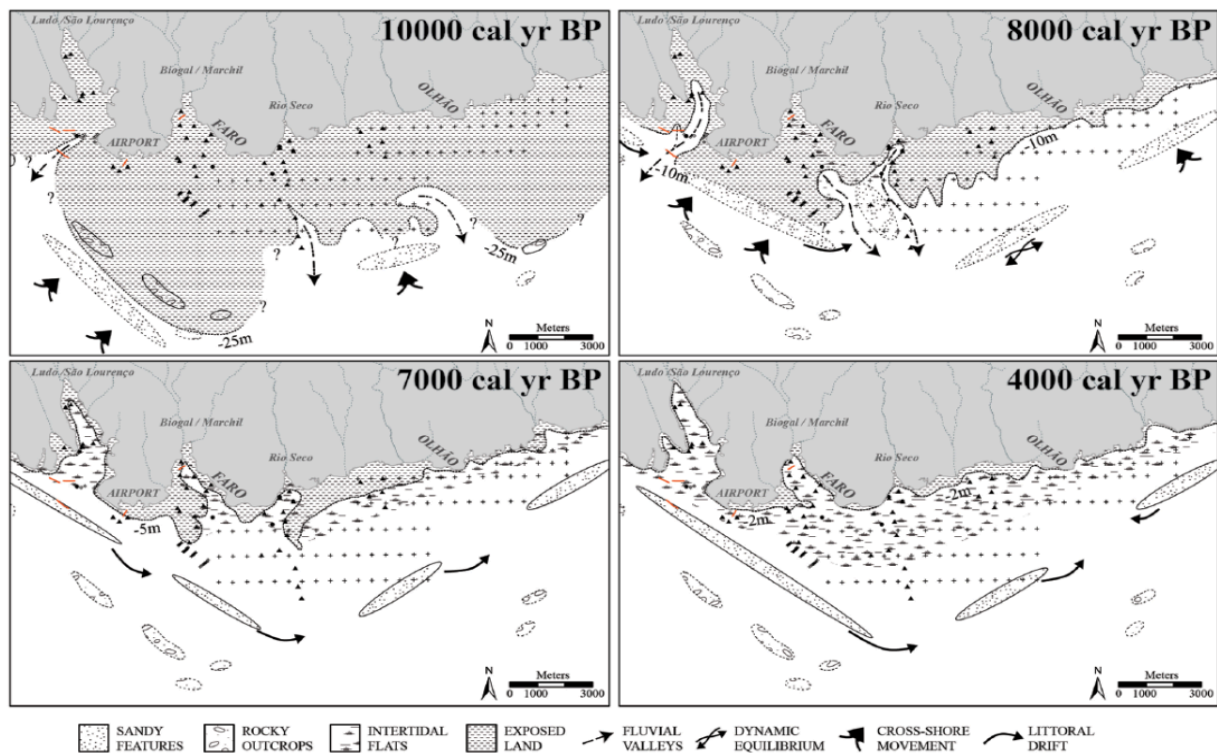 10000 cal yr BP
Ludo /São Lourenço
Biogal / Marchil
Rio Seco
OLHÃO
FARO
AIRPORT
?
?
?
?
?
?
?
-25m
-25m
N
Meters
0 1000 3000
8000 cal yr BP
Ludo /São Lourenço
Biogal / Marchil
Rio Seco
OLHÃO
FARO
AIRPORT
-10m
-10m
?
N
Meters
0 1000 3000
7000 cal yr BP
Ludo /São Lourenço
Biogal / Marchil
Rio Seco
OLHÃO
FARO
AIRPORT
-5m
N
Meters
0 1000 3000
4000 cal yr BP
Ludo /São Lourenço
Biogal / Marchil
Rio Seco
OLHÃO
FARO
AIRPORT
-2m
-2m
N
Meters
0 1000 3000
SANDY
FEATURES
ROCKY
OUTCROPS
INTERTIDAL
FLATS
EXPOSED
LAND
FLUVIAL
VALLEYS
DYNAMIC
EQUILIBRIUM
CROSS-SHORE
MOVEMENT
LITTORAL
DRIFT